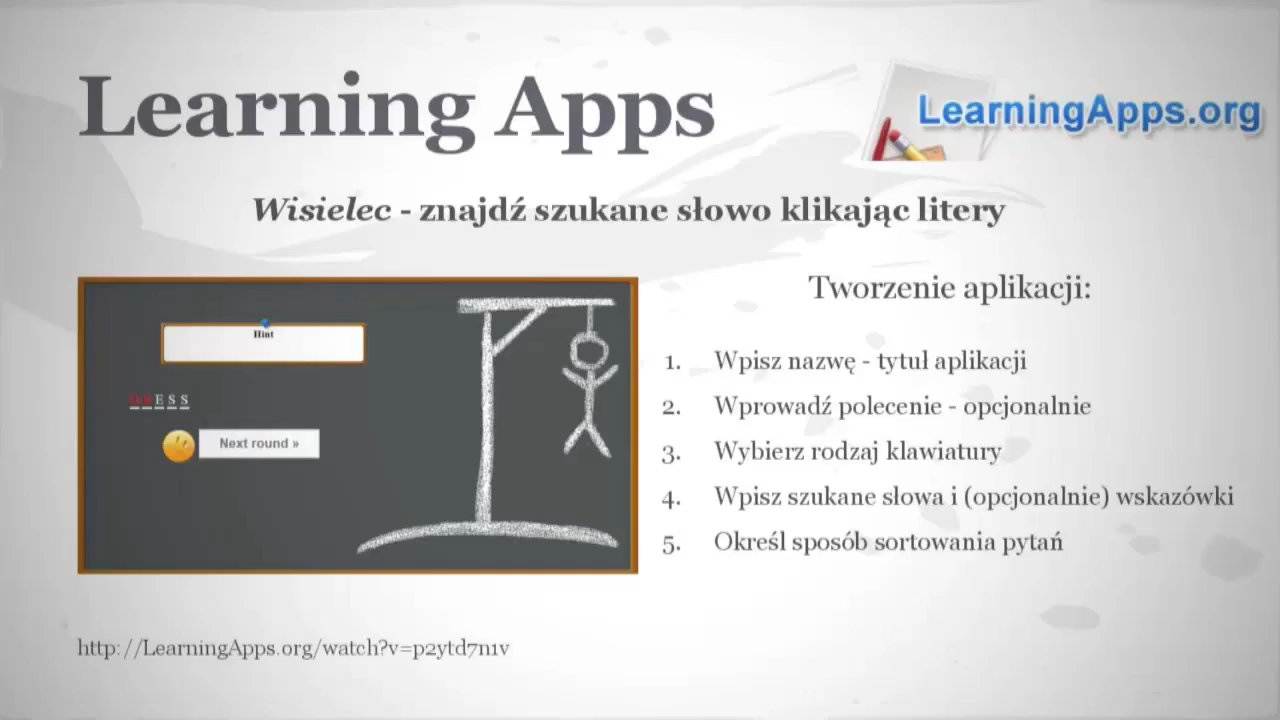 Learning Apps
LearningApps.org
Wisielec - znajdź szukane słowo klikając litery
Hint
ESS
Next round »
Tworzenie aplikacji:
1. Wpisz nazwę - tytuł aplikacji
2. Wprowadź polecenie - opcjonalnie
3. Wybierz rodzaj klawiatury
4. Wpisz szukane słowa i (opcjonalnie) wskazówki
5. Określ sposób sortowania pytań
http://LearningApps.org/watch?v=p2ytd7n1v